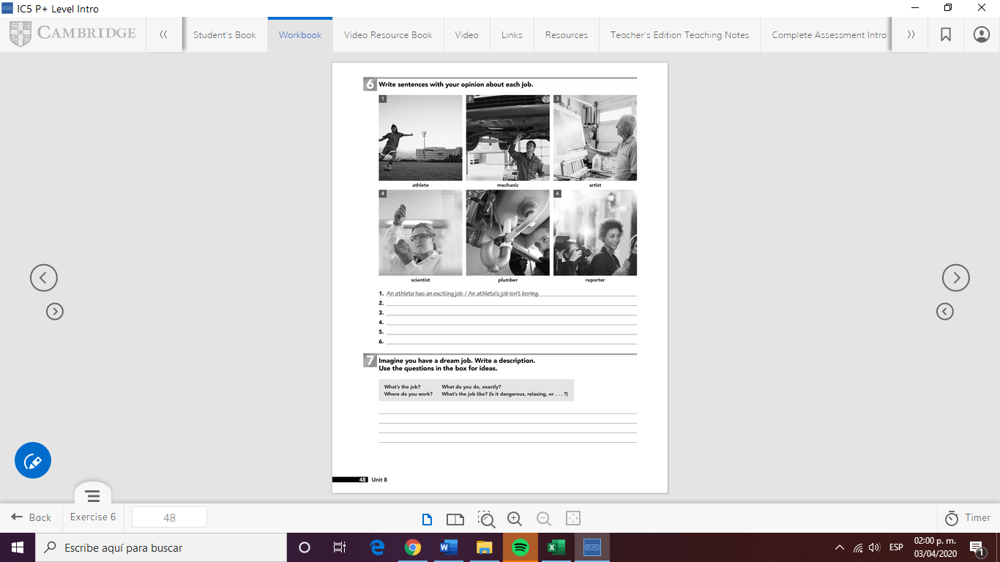 IC5 P+ Level Intro
CAMBRIDGE
Student's Book
Workbook
Video Resource Book
Video
Links
Resources
Teacher's Edition Teaching Notes
Complete Assessment Intro
6 Write sentences with your opinion about each job.
1
2
3
athlete
mechanic
artist
4
5
6
scientist
plumber
reporter
1. An athlete has an exciting job. / An athlete's job isn't boring.
2.
3.
4.
5.
6.
7 Imagine you have a dream job. Write a description.
Use the questions in the box for ideas.
What's the job? What do you do, exactly?
Where do you work? What's the job like? (Is it dangerous, relaxing, or . . . ?)
48 Unit 8
Back
Exercise 6
48
Timer
Escribe aquí para buscar
PLUS
ESP
02:00 p. m.
03/04/2020
1